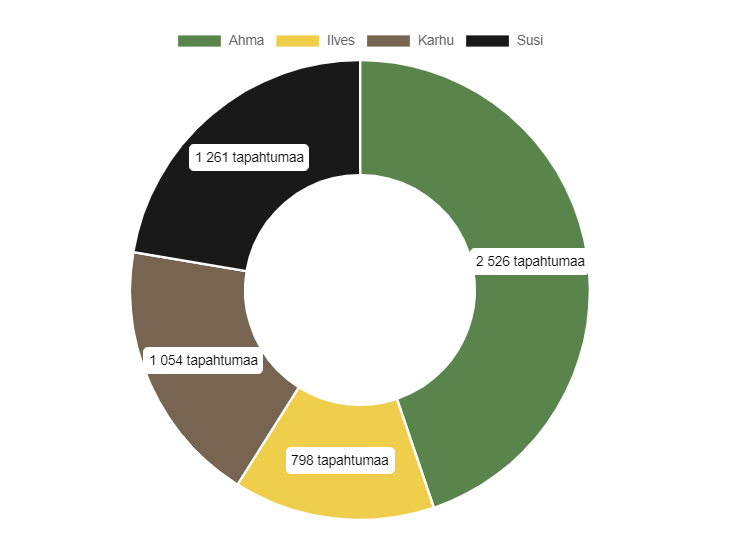 Ahma Ilves Karhu Susi
1 261 tapahtumaa
2 526 tapahtumaa
1 054 tapahtumaa
798 tapahtumaa